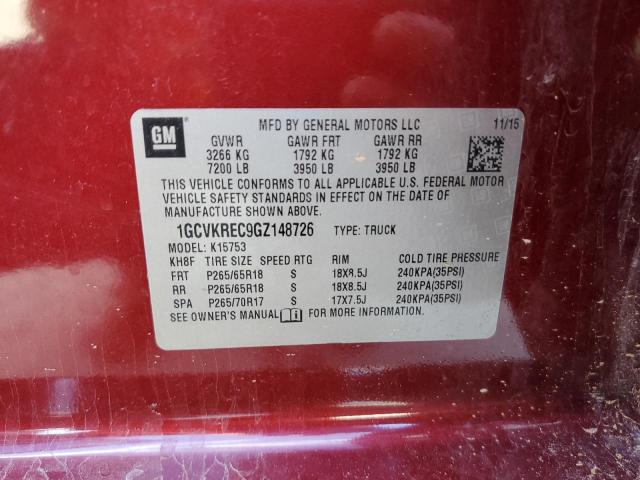 GM
MFD BY GENERAL MOTORS LLC 11/15
GVWR GAWR FRT GAWR RR
3266 KG 1792 KG 1792 KG
7200 LB 3950 LB 3950 LB
THIS VEHICLE CONFORMS TO ALL APPLICABLE U.S. FEDERAL MOTOR
VEHICLE SAFETY STANDARDS IN EFFECT ON THE DATE OF
MANUFACTURE SHOWN ABOVE.
1GCVKREC9GZ148726 TYPE: TRUCK
MODEL: K15753
KH8F TIRE SIZE SPEED RTG RIM COLD TIRE PRESSURE
FRT P265/65R18 S 18X8.5J 240KPA(35PSI)
RR P265/65R18 S 18X8.5J 240KPA(35PSI)
SPA P265/70R17 S 17X7.5J 240KPA(35PSI)
SEE OWNER'S MANUAL FOR MORE INFORMATION.